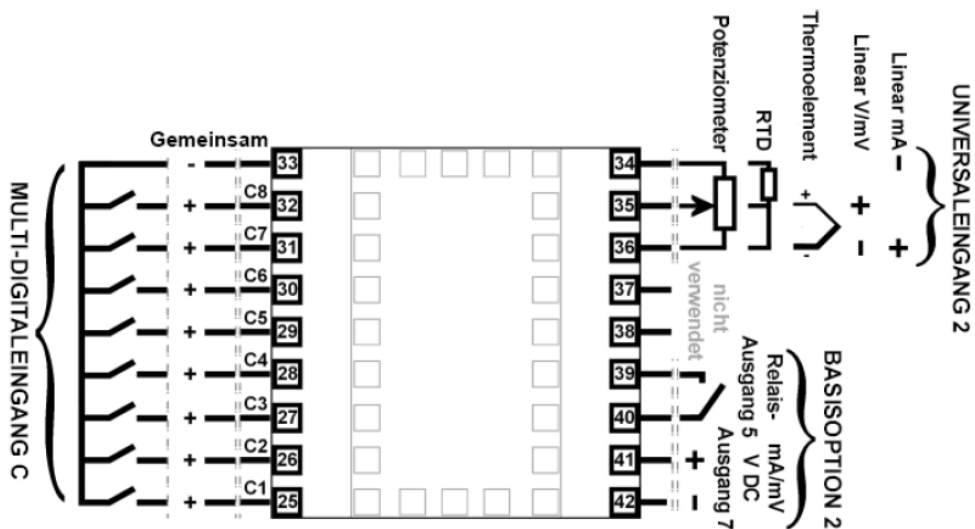 UNIVERSALEINGANG 2
Linear mA
− +
Linear V/mV
+ −
Thermoelement
+ -
RTD
Potenziometer
Gemeinsam
33 -
C8 32 +
C7 31 +
C6 30 +
C5 29 +
C4 28 +
C3 27 +
C2 26 +
C1 25 +
MULTI-DIGITALEINGANG C
34
35
36
37
38
39
40
41 +
42 -
nicht
verwendet
BASISOPTION 2
Relais-
Ausgang 5
mA/mV
V DC
Ausgang 7